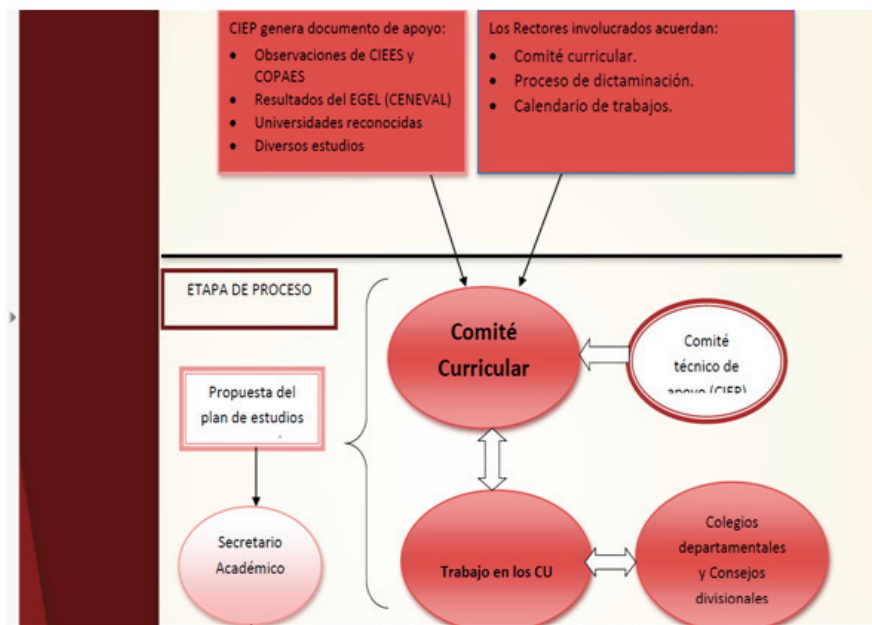 CIEP genera documento de apoyo:
• Observaciones de CIEES y
COPAES
• Resultados del EGEL (CENEVAL)
• Universidades reconocidas
• Diversos estudios
Los Rectores involucrados acuerdan:
• Comité curricular.
• Proceso de dictaminación.
• Calendario de trabajos.
ETAPA DE PROCESO
Comité
Curricular
Comité
técnico de
apoyo (CIEP)
Propuesta del
plan de estudios
Secretario
Académico
Trabajo en los CU
Colegios
departamentales
y Consejos
divisionales